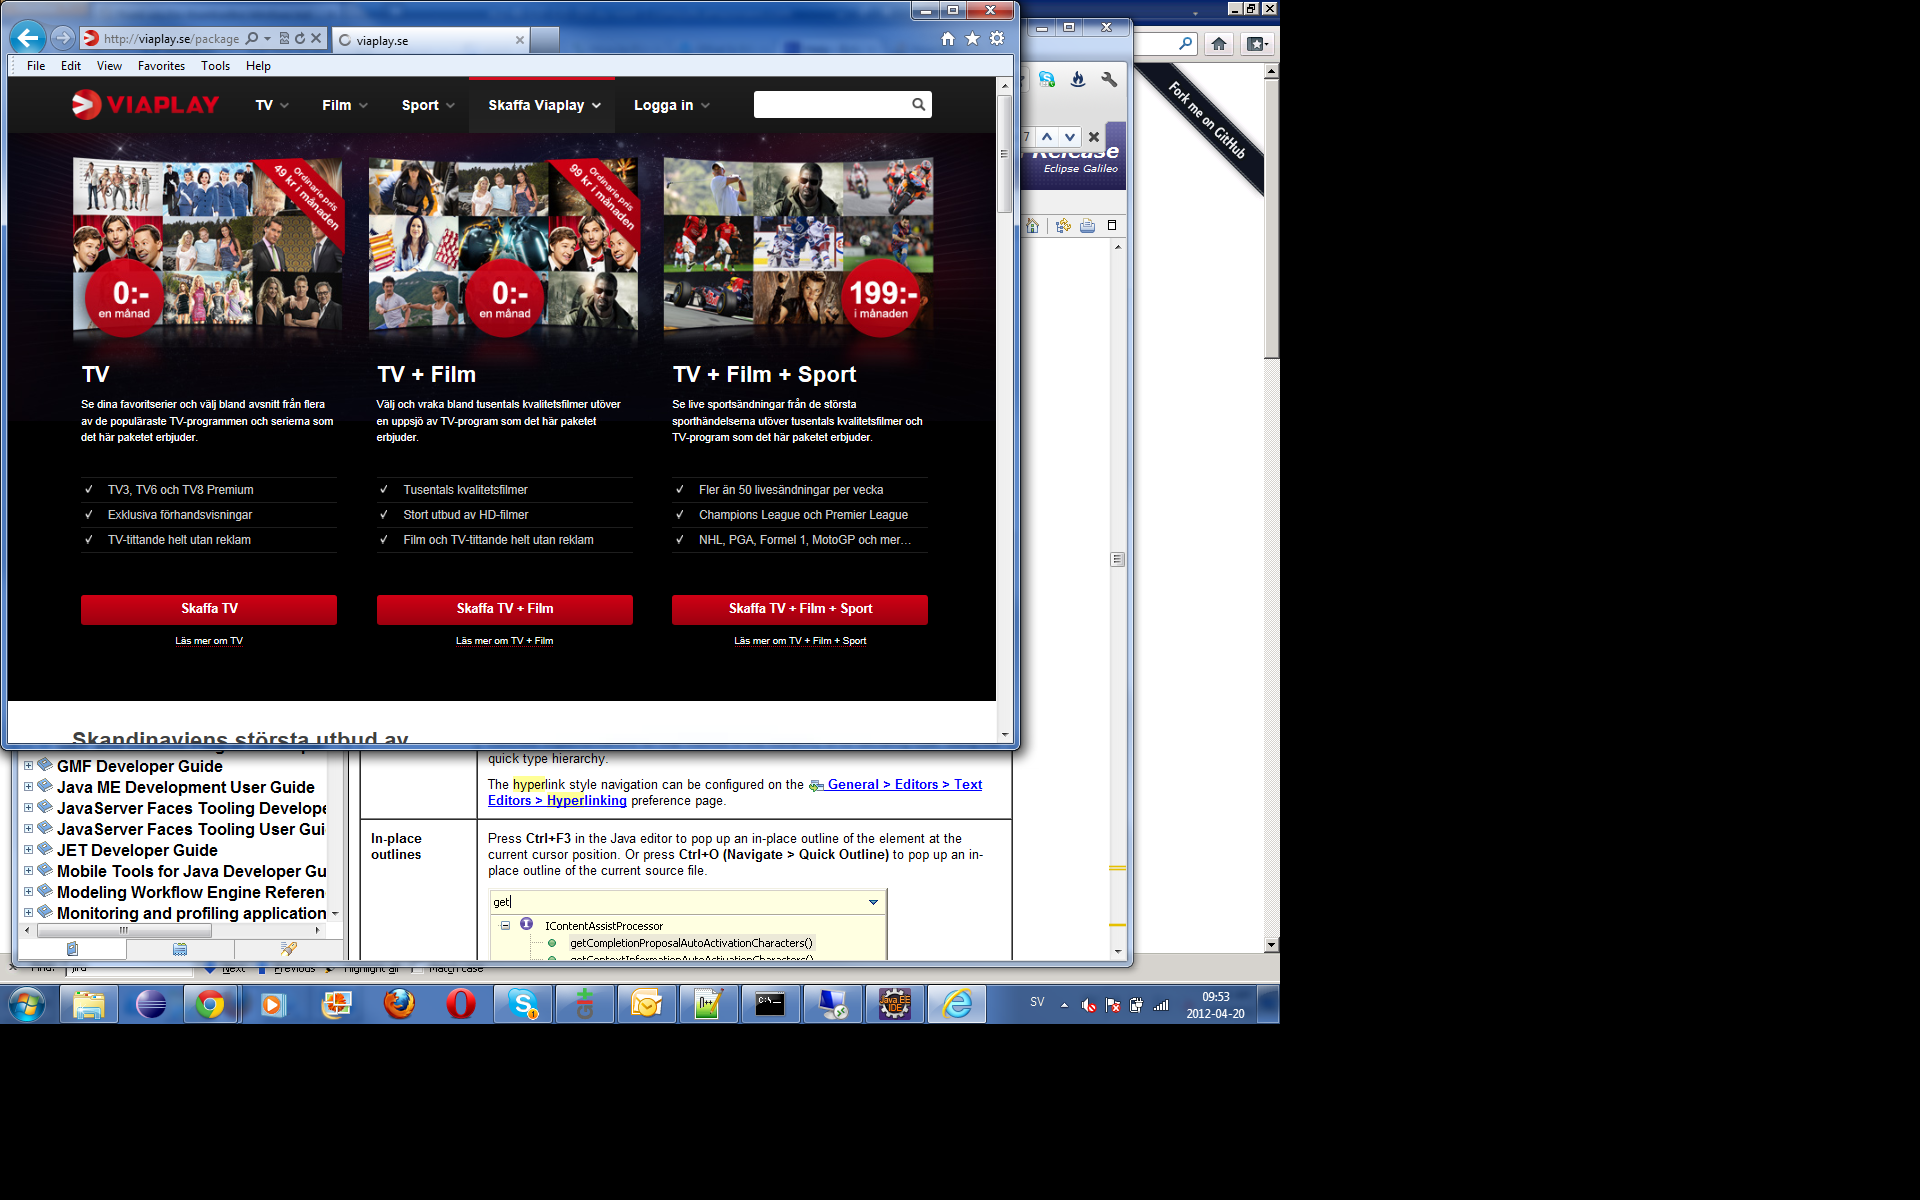 http://viaplay.se/package
viaplay.se
File Edit View Favorites Tools Help
VIAPLAY
TV Film Sport Skaffa Viaplay Logga in
Ordinarie pris
49 kr i månaden
0:-
en månad
Ordinarie pris
99 kr i månaden
0:-
en månad
199:-
i månaden
TV
Se dina favoritserier och välj bland avsnitt från flera
av de populäraste TV-programmen och serierna som
det här paketet erbjuder.
✓ TV3, TV6 och TV8 Premium
✓ Exklusiva förhandsvisningar
✓ TV-tittande helt utan reklam
Skaffa TV
Läs mer om TV
TV + Film
Välj och vraka bland tusentals kvalitetsfilmer utöver
en uppsjö av TV-program som det här paketet
erbjuder.
✓ Tusentals kvalitetsfilmer
✓ Stort utbud av HD-filmer
✓ Film och TV-tittande helt utan reklam
Skaffa TV + Film
Läs mer om TV + Film
TV + Film + Sport
Se live sportsändningar från de största
sporthändelserna utöver tusentals kvalitetsfilmer och
TV-program som det här paketet erbjuder.
✓ Fler än 50 livesändningar per vecka
✓ Champions League och Premier League
✓ NHL, PGA, Formel 1, MotoGP och mer...
Skaffa TV + Film + Sport
Läs mer om TV + Film + Sport
Skandinaviens största utbud av
7
Release
Eclipse Galileo
Fork me on GitHub
GMF Developer Guide
Java ME Development User Guide
JavaServer Faces Tooling Develope
JavaServer Faces Tooling User Gui
JET Developer Guide
Mobile Tools for Java Developer Gu
Modeling Workflow Engine Referen
Monitoring and profiling application
quick type hierarchy.
The hyperlink style navigation can be configured on the General > Editors > Text
Editors > Hyperlinking preference page.
In-place
outlines
Press Ctrl+F3 in the Java editor to pop up an in-place outline of the element at the
current cursor position. Or press Ctrl+O (Navigate > Quick Outline) to pop up an in-
place outline of the current source file.
get
IContentAssistProcessor
getCompletionProposalAutoActivationCharacters()
getContextInformationAutoActivationCharacters()
Find: jira Next Previous Highlight all Match case
Java EE
IDE
SV
09:53
2012-04-20